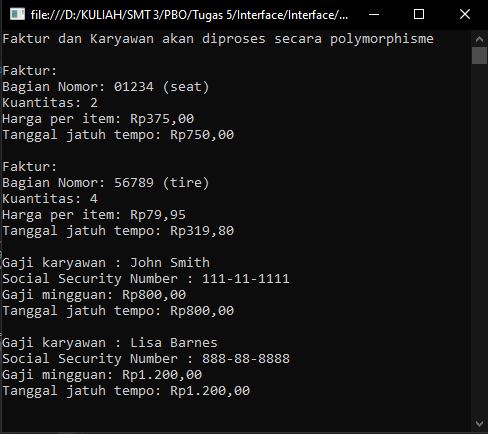 file:///D:/KULIAH/SMT 3/PBO/Tugas 5/Interface/Interface/...
Faktur dan Karyawan akan diproses secara polymorphisme
Faktur:
Bagian Nomor: 01234 (seat)
Kuantitas: 2
Harga per item: Rp375,00
Tanggal jatuh tempo: Rp750,00
Faktur:
Bagian Nomor: 56789 (tire)
Kuantitas: 4
Harga per item: Rp79,95
Tanggal jatuh tempo: Rp319,80
Gaji karyawan : John Smith
Social Security Number : 111-11-1111
Gaji mingguan: Rp800,00
Tanggal jatuh tempo: Rp800,00
Gaji karyawan : Lisa Barnes
Social Security Number : 888-88-8888
Gaji mingguan: Rp1.200,00
Tanggal jatuh tempo: Rp1.200,00